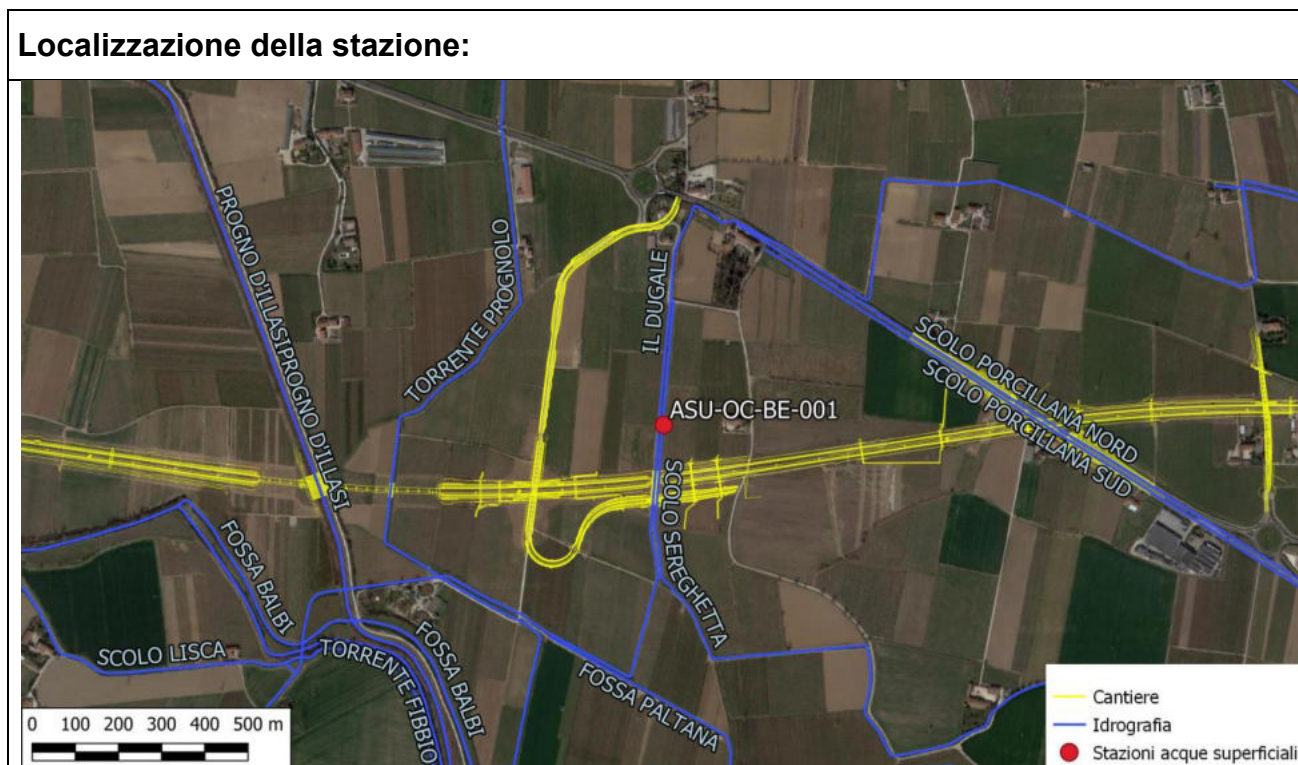 Localizzazione della stazione:
PROGNO D'ILLASIPROGNO D'ILLASI
TORRENTE PROGNOLO
IL DUGALE
SCOLO PORCILLANA NORD
SCOLO PORCILLANA SUD
ASU-OC-BE-001
SCOLO SEREGHETTA
FOSSA BALBI
SCOLO LISCA
TORRENTE FIBBIO
FOSSA BALBI
FOSSA PALTANA
0 100 200 300 400 500 m
Cantiere
Idrografia
Stazioni acque superficiali